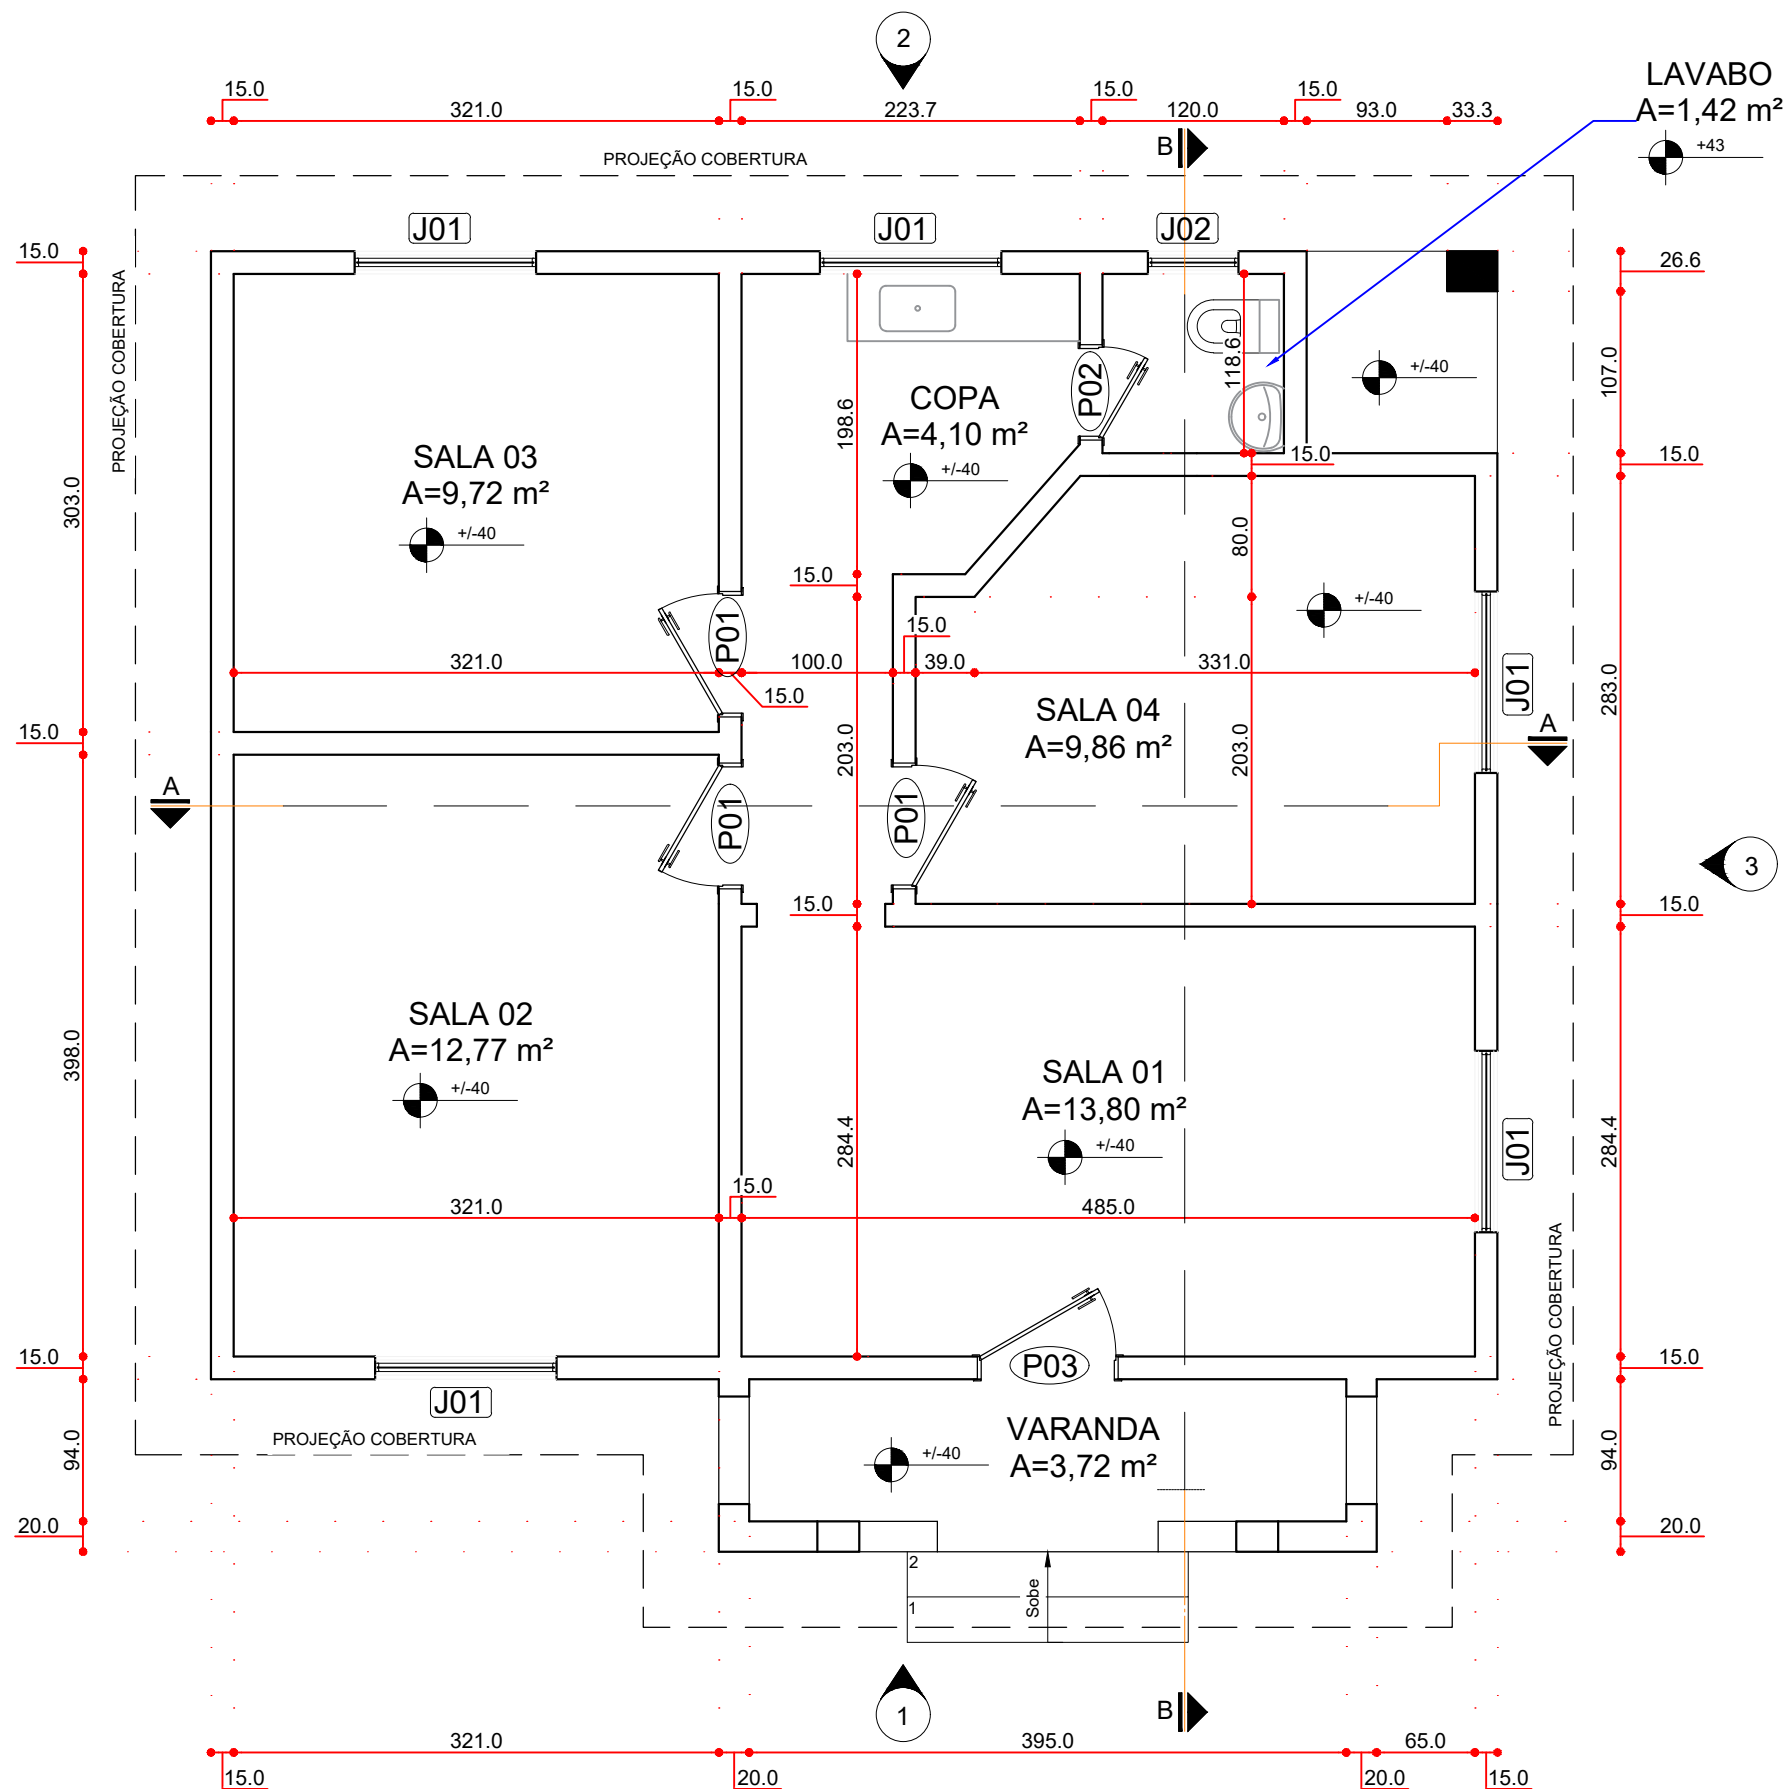 2
15.0
321.0
15.0
223.7
15.0
120.0
15.0
93.0
33.3
LAVABO
A=1,42 m²
+43
B
PROJEÇÃO COBERTURA
J01
J01
J02
15.0
PROJEÇÃO COBERTURA
26.6
118.6
P02
107.0
+/-40
COPA
A=4,10 m²
+/-40
198.6
SALA 03
A=9,72 m²
+/-40
15.0
15.0
303.0
80.0
15.0
+/-40
P01
15.0
321.0
100.0
39.0
331.0
15.0
J01
283.0
SALA 04
A=9,86 m²
15.0
203.0
203.0
A
A
P01
P01
3
15.0
15.0
SALA 02
A=12,77 m²
+/-40
398.0
SALA 01
A=13,80 m²
+/-40
284.4
284.4
J01
15.0
321.0
485.0
PROJEÇÃO COBERTURA
15.0
P03
15.0
J01
PROJEÇÃO COBERTURA
94.0
VARANDA
A=3,72 m²
+/-40
94.0
20.0
20.0
2
1
Sobe
1
B
321.0
395.0
65.0
15.0
20.0
20.0
15.0